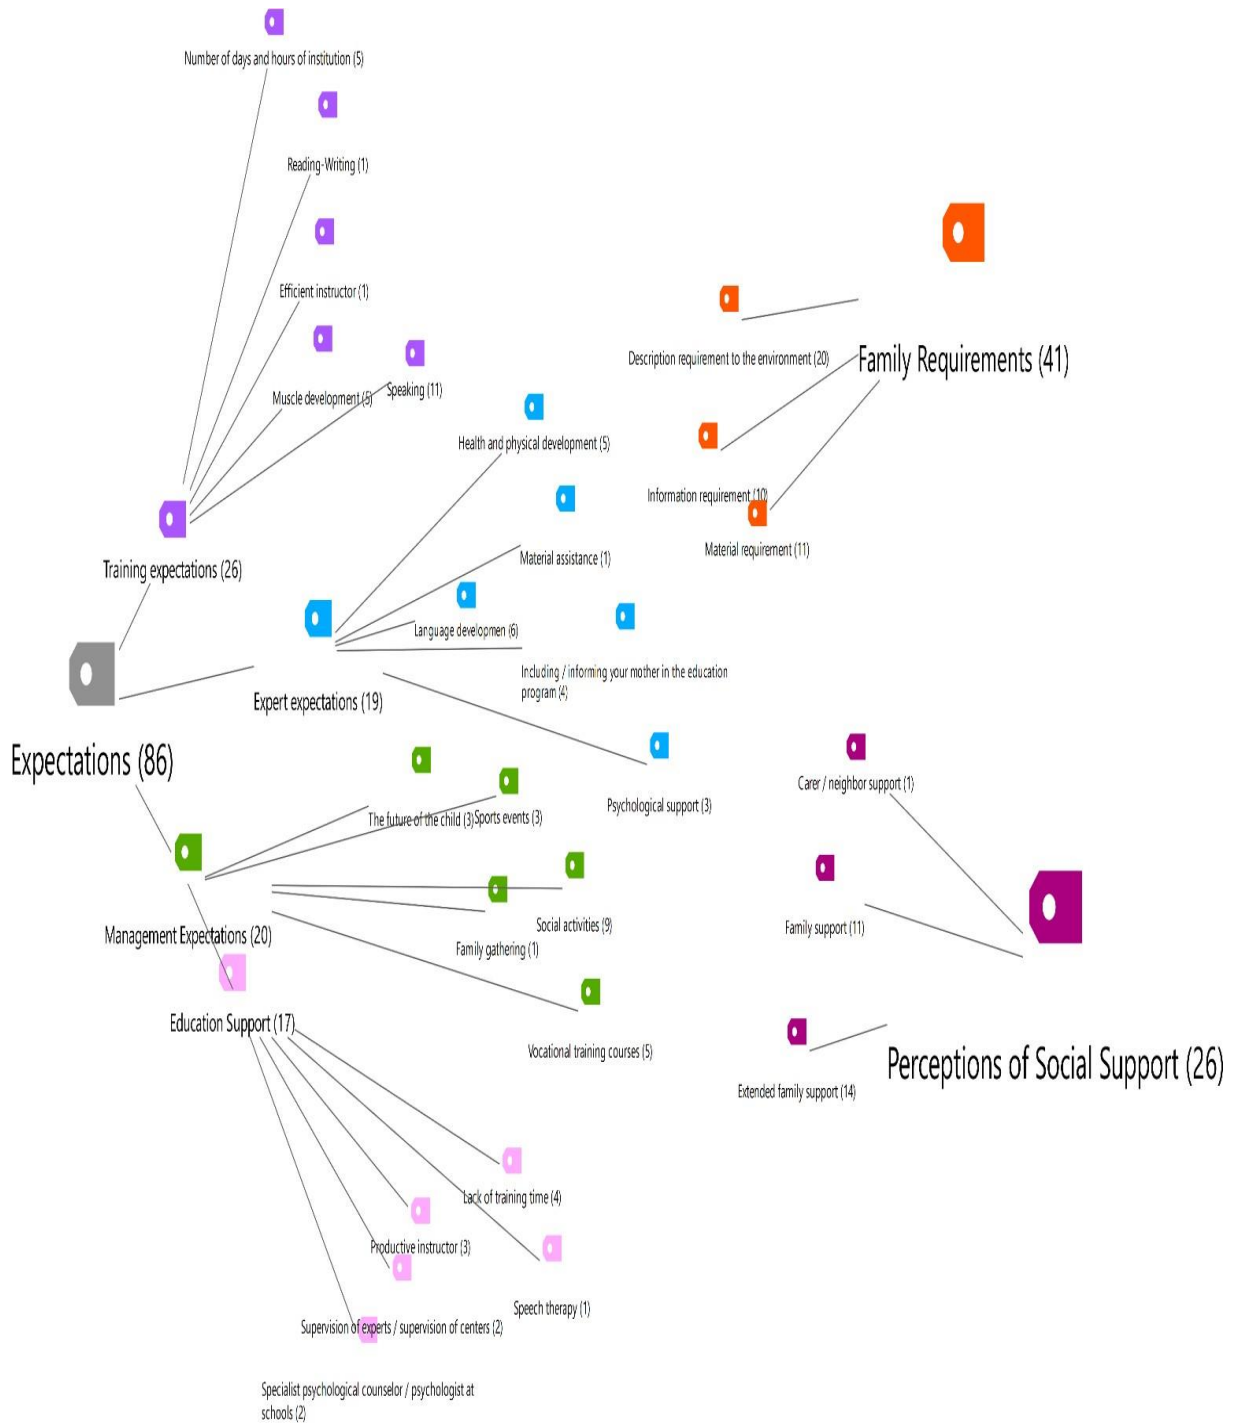 Number of days and hours of institution (5)
Reading-Writing (1)
Efficient instructor (1)
Muscle development (5)
Speaking (11)
Training expectations (26)
Health and physical development (5)
Material assistance (1)
Language developmen (6)
Including / informing your mother in the education
program (4)
Expert expectations (19)
Psychological support (3)
Expectations (86)
Description requirement to the environment (20)
Family Requirements (41)
Information requirement (10)
Material requirement (11)
The future of the child (3)
Sports events (3)
Social activities (9)
Family gathering (1)
Management Expectations (20)
Vocational training courses (5)
Education Support (17)
Carer / neighbor support (1)
Family support (11)
Extended family support (14)
Perceptions of Social Support (26)
Lack of training time (4)
Productive instructor (3)
Speech therapy (1)
Supervision of experts / supervision of centers (2)
Specialist psychological counselor / psychologist at
schools (2)